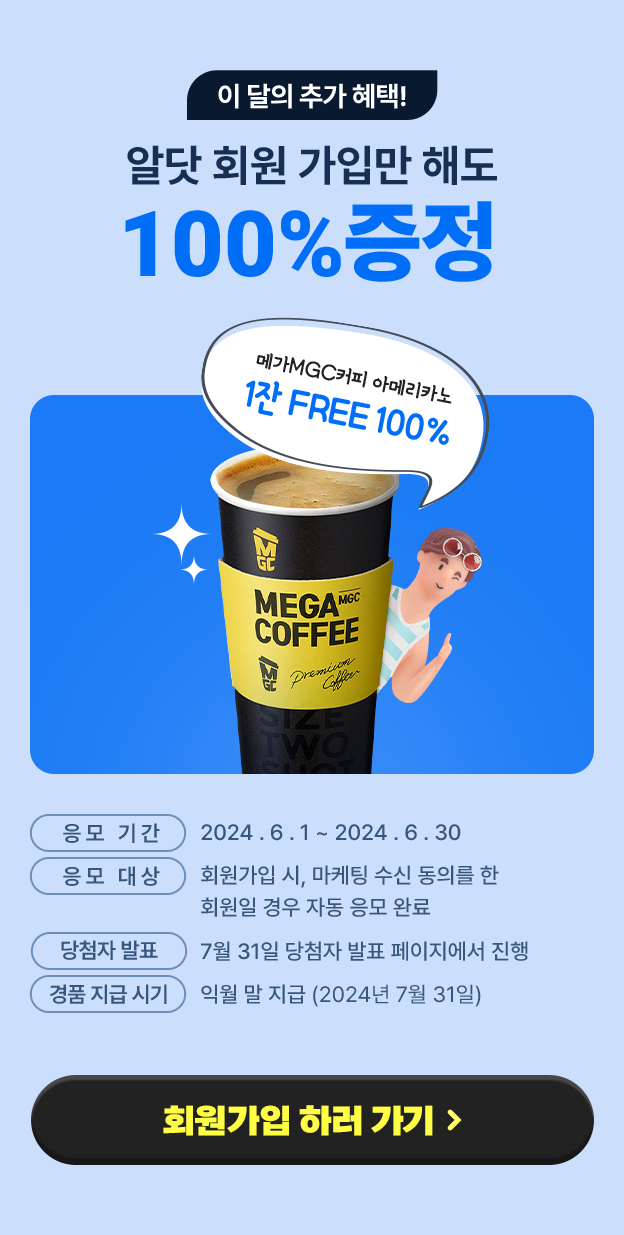 이 달의 추가 혜택!
알닷 회원 가입만 해도
100%증정
메가MGC커피 아메리카노
1잔 FREE 100%
M
GC
MEGA MGC
COFFEE
M
GC
Premium
Coffee
SIZE
TWO
SHOT
응모 기간
2024 . 6 . 1 ~ 2024 . 6 . 30
응모 대상
회원가입 시, 마케팅 수신 동의를 한
회원일 경우 자동 응모 완료
당첨자 발표
7월 31일 당첨자 발표 페이지에서 진행
경품 지급 시기
익월 말 지급 (2024년 7월 31일)
회원가입 하러 가기 >